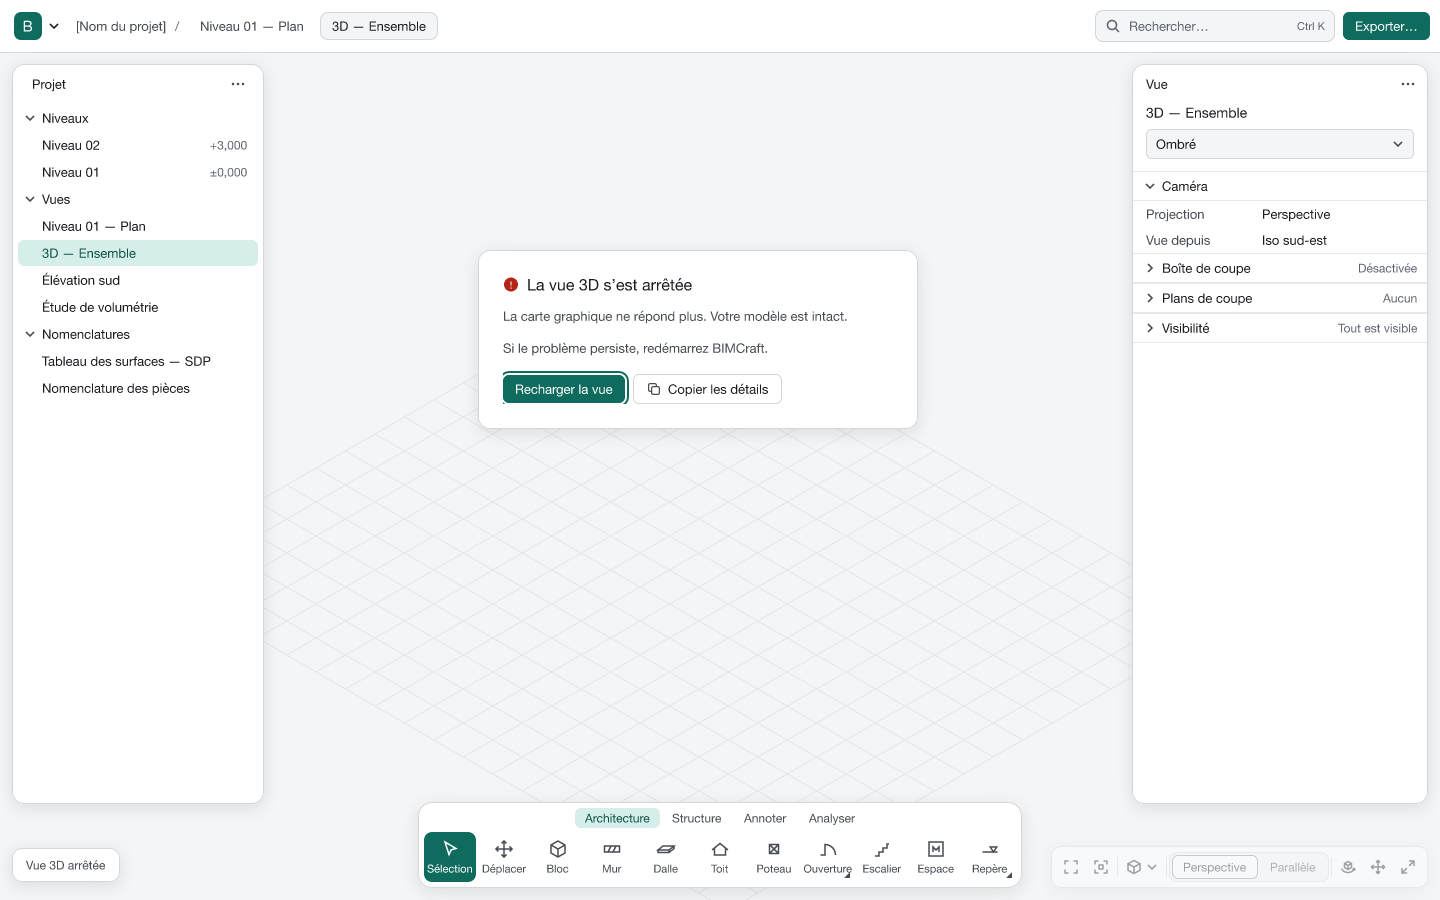 B [Nom du projet] / Niveau 01 — Plan 3D — Ensemble Rechercher… Ctrl K Exporter…
Projet
Niveaux
Niveau 02 +3,000
Niveau 01 ±0,000
Vues
Niveau 01 — Plan
3D — Ensemble
Élévation sud
Étude de volumétrie
Nomenclatures
Tableau des surfaces — SDP
Nomenclature des pièces
La vue 3D s’est arrêtée
La carte graphique ne répond plus. Votre modèle est intact.
Si le problème persiste, redémarrez BIMCraft.
Recharger la vue Copier les détails
Vue
3D — Ensemble
Ombré
Caméra
Projection Perspective
Vue depuis Iso sud-est
Boîte de coupe Désactivée
Plans de coupe Aucun
Visibilité Tout est visible
Architecture Structure Annoter Analyser
Sélection Déplacer Bloc Mur Dalle Toit Poteau Ouverture Escalier Espace Repère
Vue 3D arrêtée
Perspective Parallèle